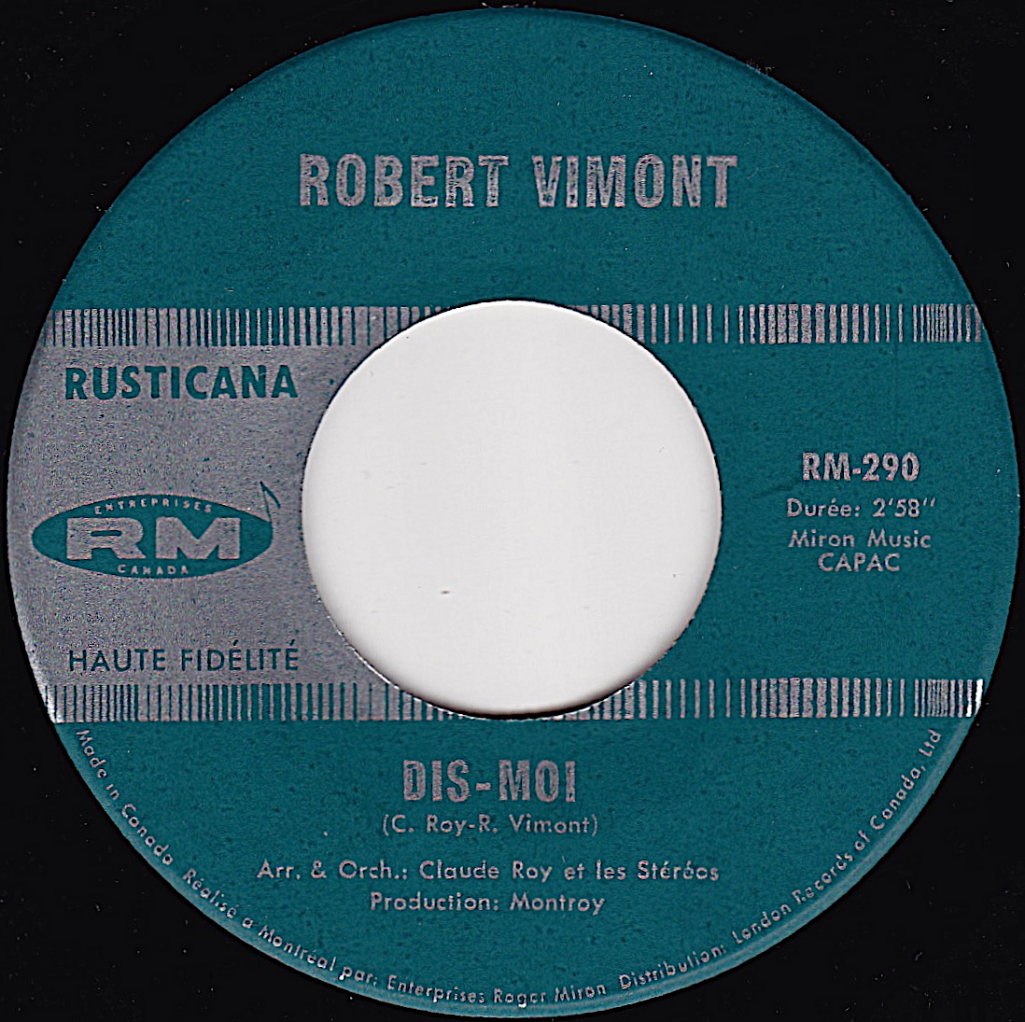 ROBERT VIMONT
RUSTICANA
ENTREPRISES
RM
CANADA
HAUTE FIDÉLITÉ
RM-290
Durée: 2'58''
Miron Music
CAPAC
DIS-MOI
(C. Roy-R. Vimont)
Arr. & Orch.: Claude Roy et les Stéréos
Production: Montroy
Made in Canada Réalisé à Montréal par: Enterprises Roger Miron Distribution: London Records of Canada, Ltd